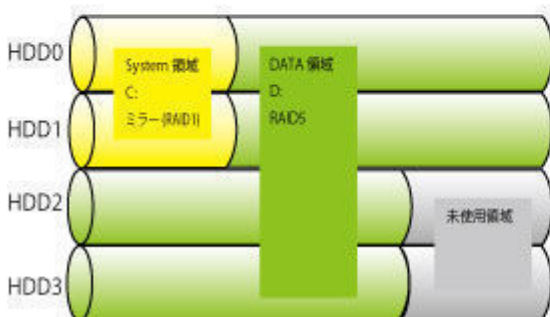 HDD0
HDD1
HDD2
HDD3
System 領域
C:
ミラー(RAID1)
DATA 領域
D:
RAID5
未使用領域